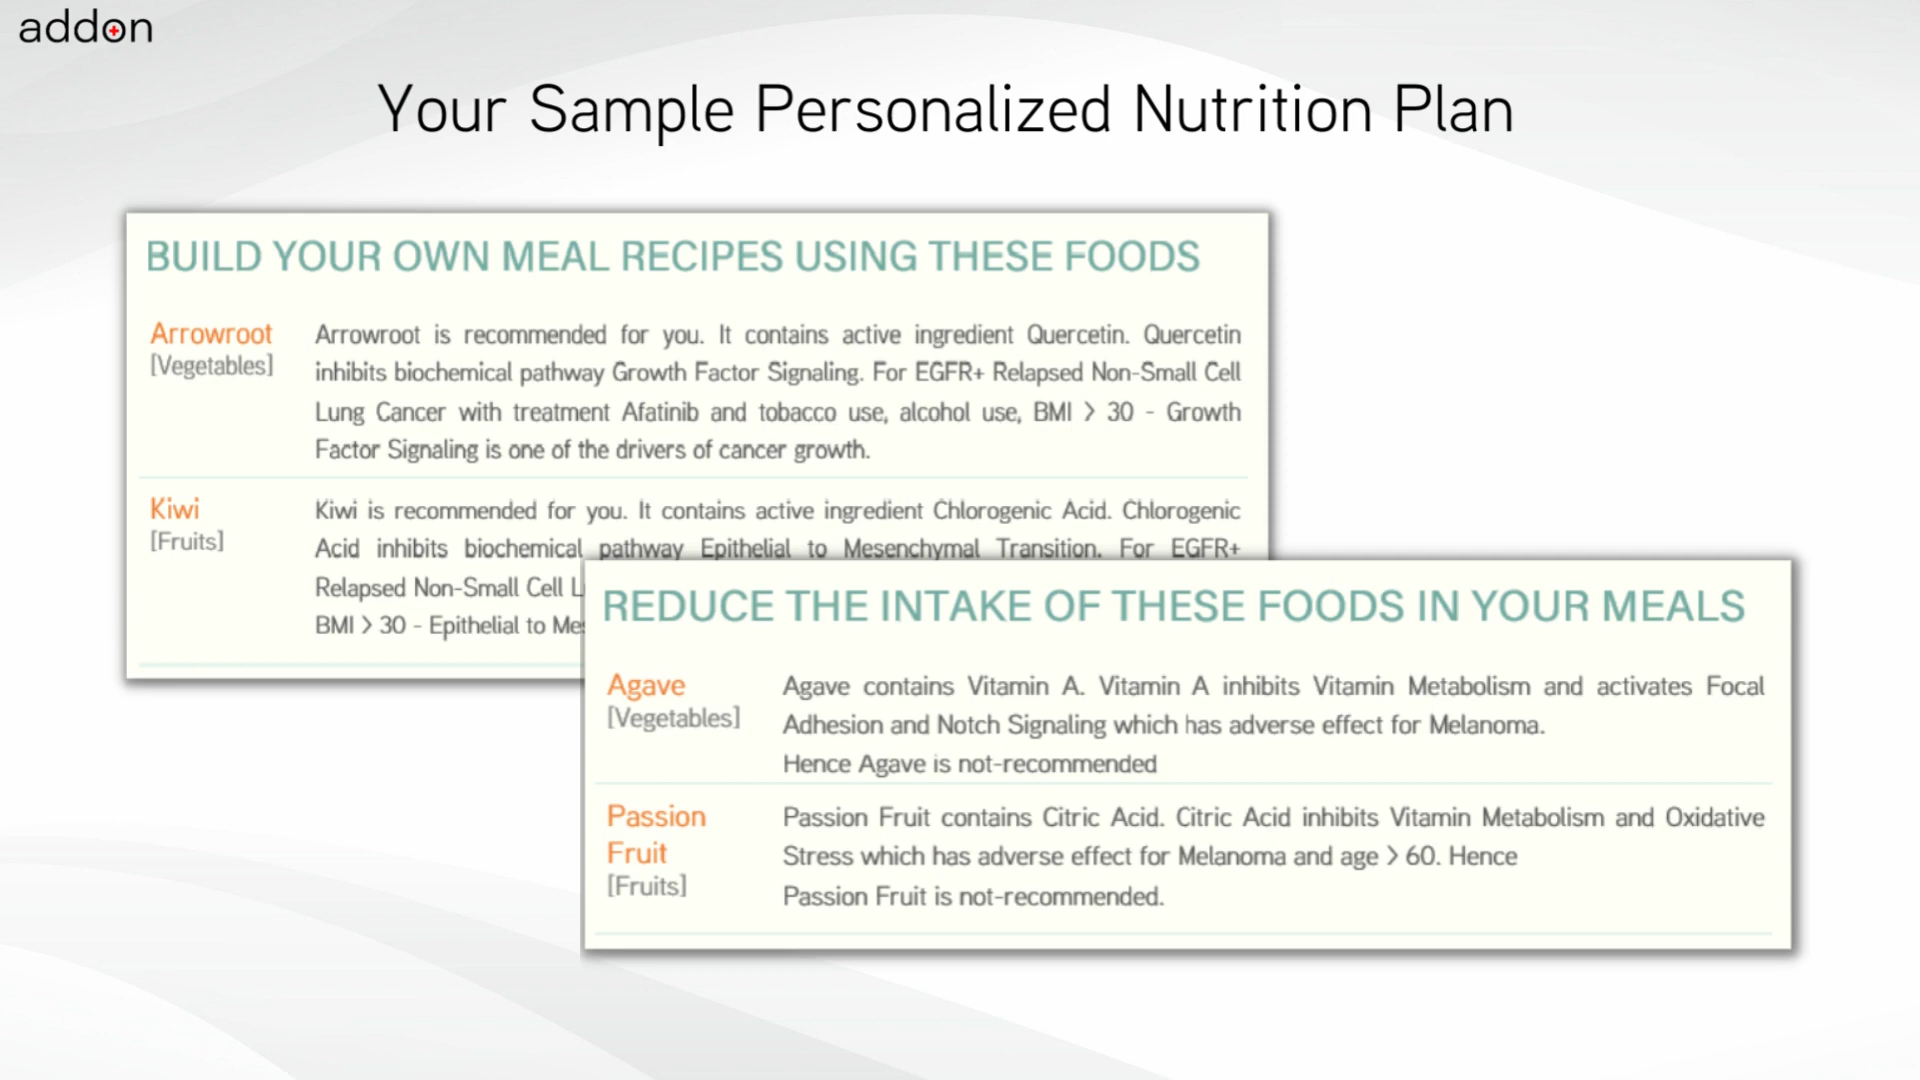 addon
Your Sample Personalized Nutrition Plan
BUILD YOUR OWN MEAL RECIPES USING THESE FOODS
Arrowroot
[Vegetables]
Arrowroot is recommended for you. It contains active ingredient Quercetin. Quercetin
inhibits biochemical pathway Growth Factor Signaling. For EGFR+ Relapsed Non-Small Cell
Lung Cancer with treatment Afatinib and tobacco use, alcohol use, BMI > 30 - Growth
Factor Signaling is one of the drivers of cancer growth.
Kiwi
[Fruits]
Kiwi is recommended for you. It contains active ingredient Chlorogenic Acid. Chlorogenic
Acid inhibits biochemical pathway Epithelial to Mesenchymal Transition. For EGFR+
Relapsed Non-Small Cell
BMI > 30 - Epithelial to
REDUCE THE INTAKE OF THESE FOODS IN YOUR MEALS
Agave
[Vegetables]
Agave contains Vitamin A. Vitamin A inhibits Vitamin Metabolism and activates Focal
Adhesion and Notch Signaling which has adverse effect for Melanoma.
Hence Agave is not-recommended
Passion
Fruit
[Fruits]
Passion Fruit contains Citric Acid. Citric Acid inhibits Vitamin Metabolism and Oxidative
Stress which has adverse effect for Melanoma and age > 60. Hence
Passion Fruit is not-recommended.